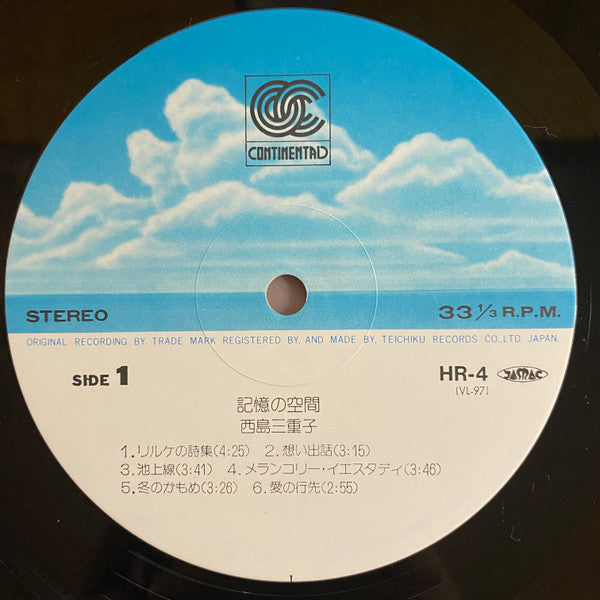 CONTINENTAL
STEREO
33 1/3 R.P.M.
ORIGINAL RECORDING BY, TRADE MARK REGISTERED BY, AND MADE BY, TEICHIKU RECORDS CO.,LTD. JAPAN.
SIDE 1
HR-4 JASRAC
(VL-97)
記憶の空間
西島三重子
1.リルケの詩集(4:25) 2.想い出話(3:15)
3.池上線(3:41) 4.メランコリー・イエスタディ(3:46)
5.冬のかもめ(3:26) 6.愛の行先(2:55)